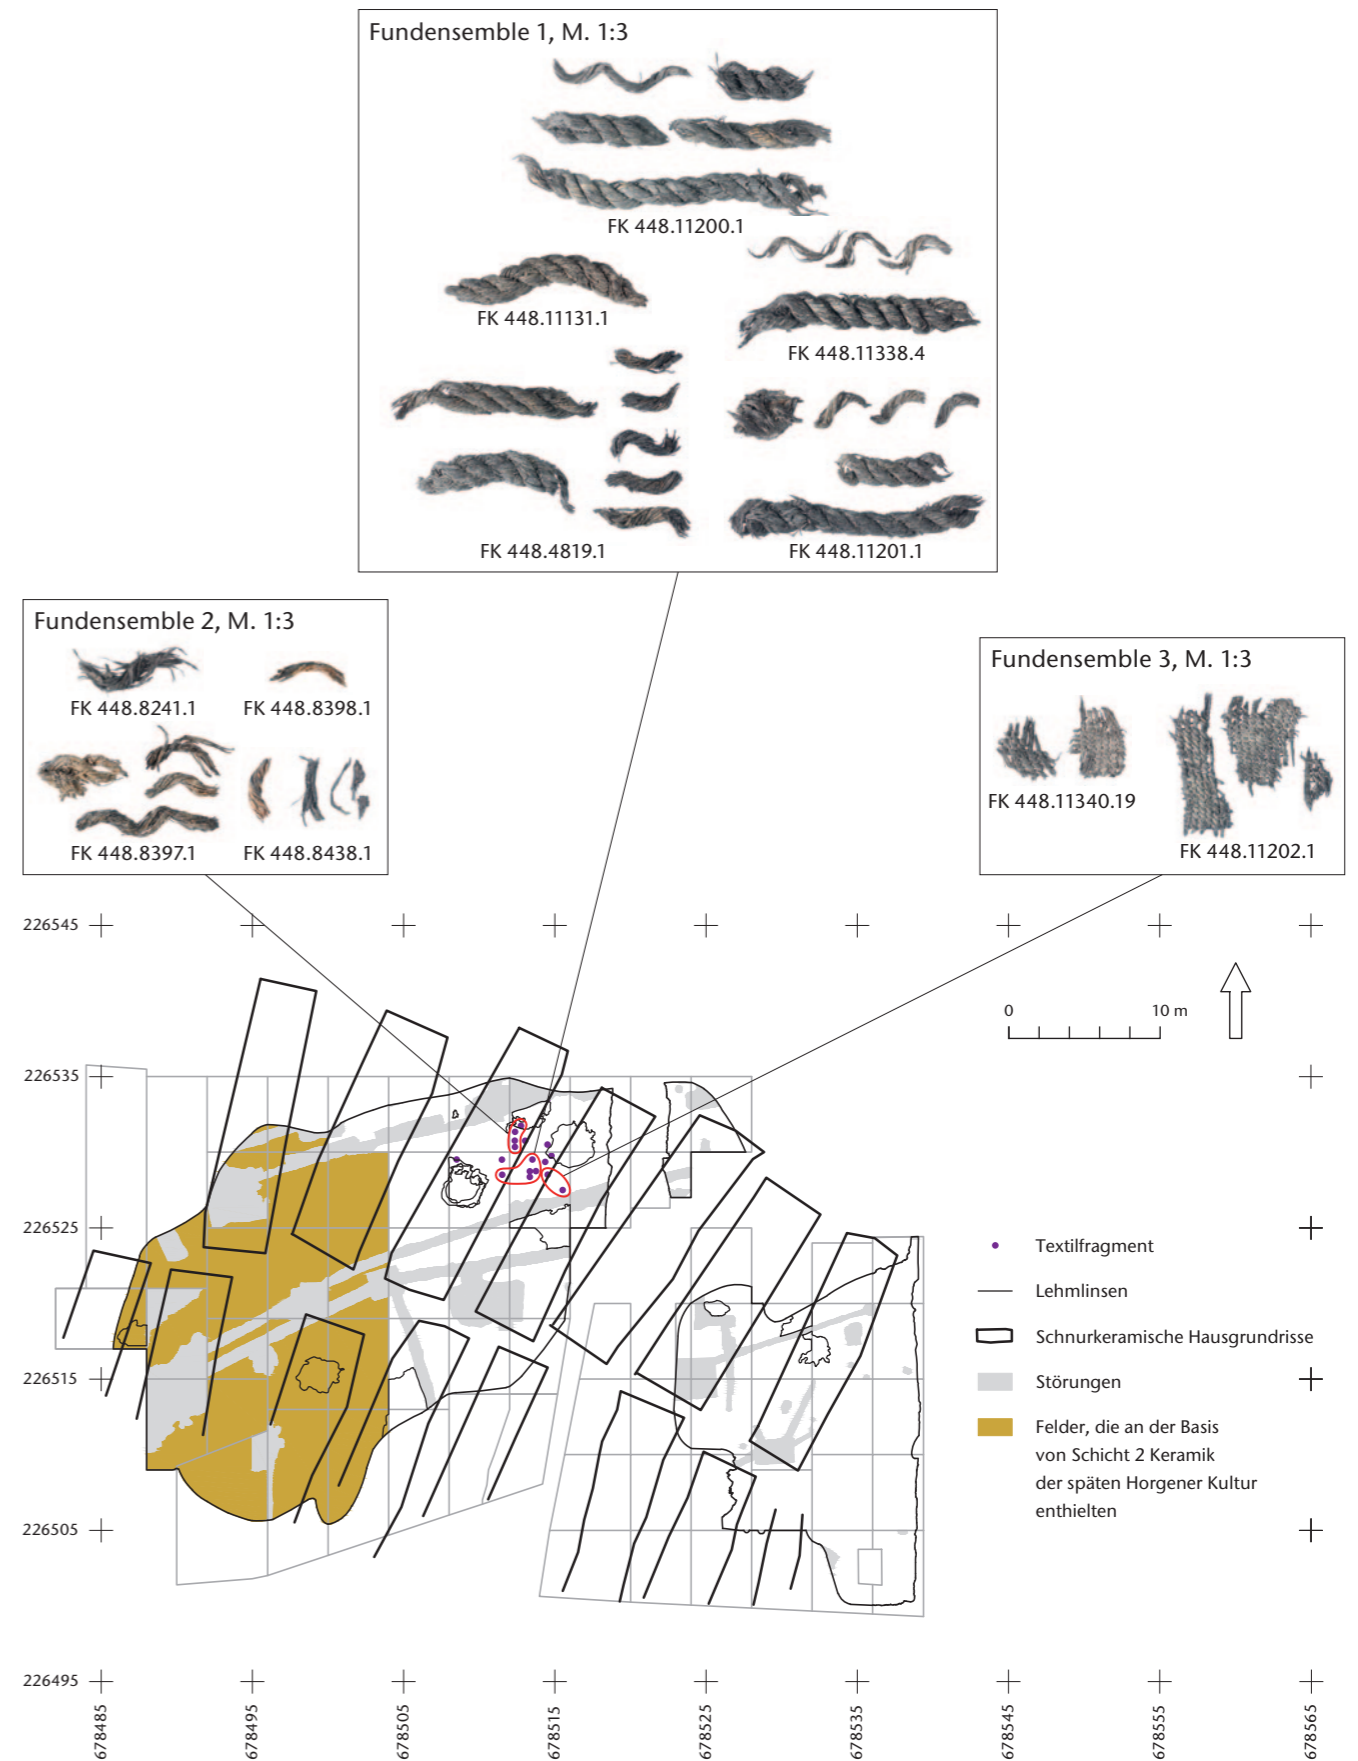 Fundensemble 1, M. 1:3
FK 448.11200.1
FK 448.11131.1
FK 448.11338.4
FK 448.4819.1
FK 448.11201.1
Fundensemble 2, M. 1:3
FK 448.8241.1
FK 448.8398.1
FK 448.8397.1
FK 448.8438.1
Fundensemble 3, M. 1:3
FK 448.11340.19
FK 448.11202.1
226545
226535
226525
226515
226505
226495
0
10 m
Textilfragment
Lehmlinsen
Schnurkeramische Hausgrundrisse
Störungen
Felder, die an der Basis
von Schicht 2 Keramik
der späten Horgener Kultur
enthielten
678485
678495
678505
678515
678525
678535
678545
678555
678565